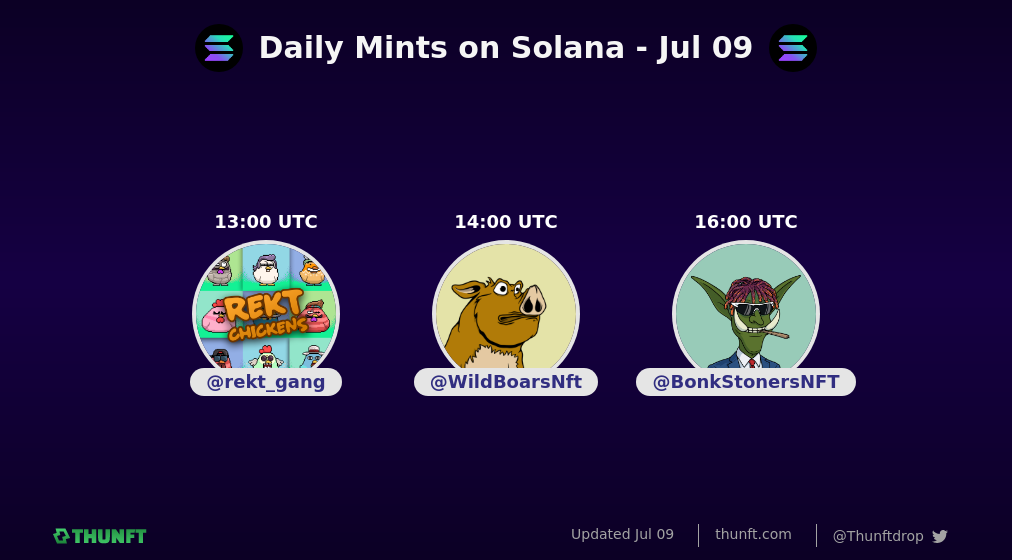 Daily Mints on Solana - Jul 09
13:00 UTC
14:00 UTC
16:00 UTC
REKT
CHICKENS
@rekt_gang
@WildBoarsNft
@BonkStonersNFT
THUNFT
Updated Jul 09
thunft.com
@Thunftdrop